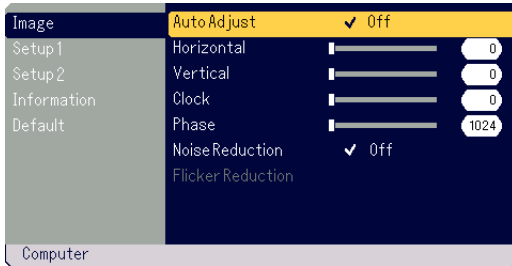 Image
Setup1
Setup2
Information
Default
Auto Adjust ✔ Off
Horizontal 0
Vertical 0
Clock 0
Phase 1024
Noise Reduction ✔ Off
Flicker Reduction
Computer